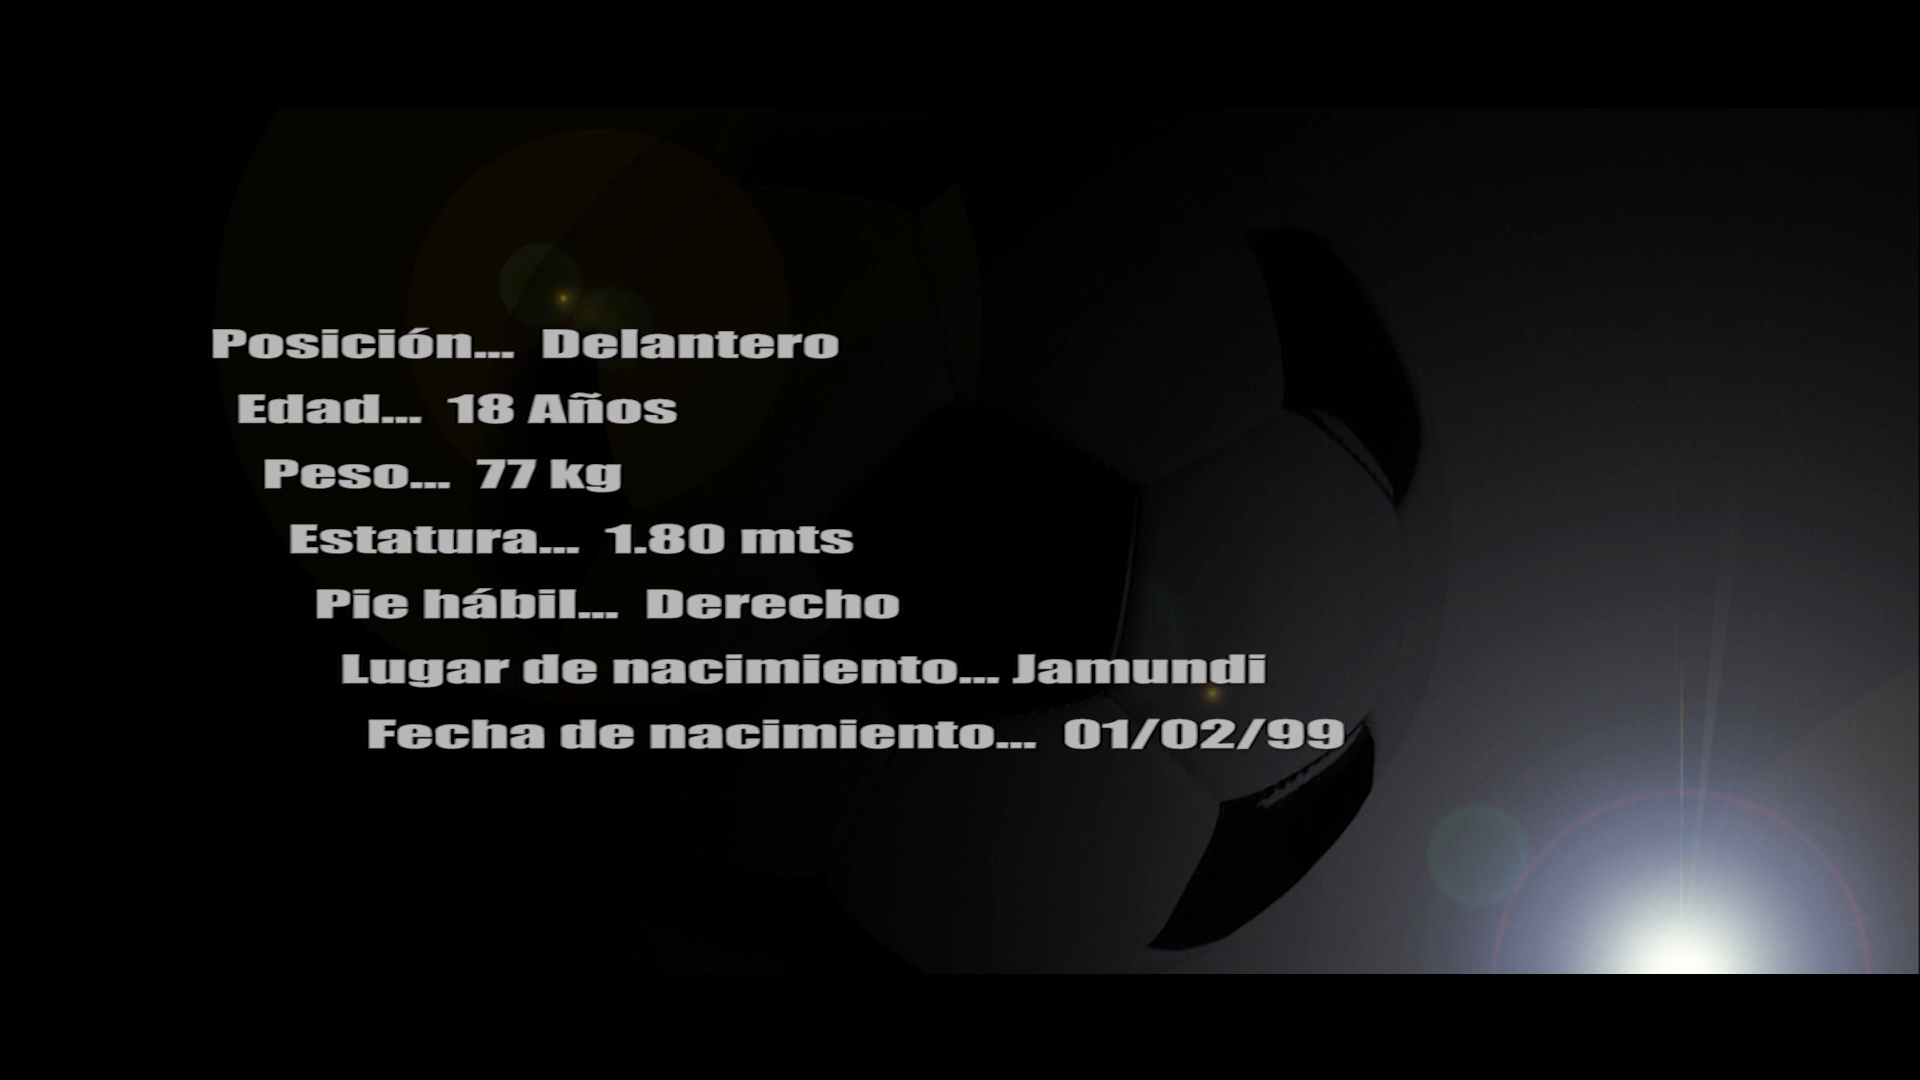 Posición... Delantero
Edad... 18 Años
Peso... 77 kg
Estatura... 1.80 mts
Pie hábil... Derecho
Lugar de nacimiento... Jamundi
Fecha de nacimiento... 01/02/99